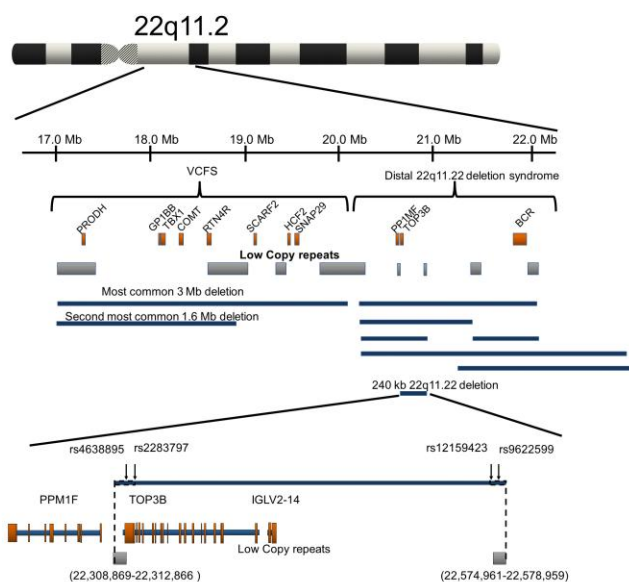 22q11.2
17.0 Mb 18.0 Mb 19.0 Mb 20.0 Mb 21.0 Mb 22.0 Mb
VCFS
Distal 22q11.22 deletion syndrome
PRODH GP1BB TBX1 COMT RTN4R SCARF2 HCF2 SNAP29 PP1MF TOP3B BCR
Low Copy repeats
Most common 3 Mb deletion
Second most common 1.6 Mb deletion
240 kb 22q11.22 deletion
rs4638895 rs2283797 rs12159423 rs9622599
PPM1F TOP3B IGLV2-14
Low Copy repeats
(22,308,869-22,312,866 ) (22,574,961-22,578,959)